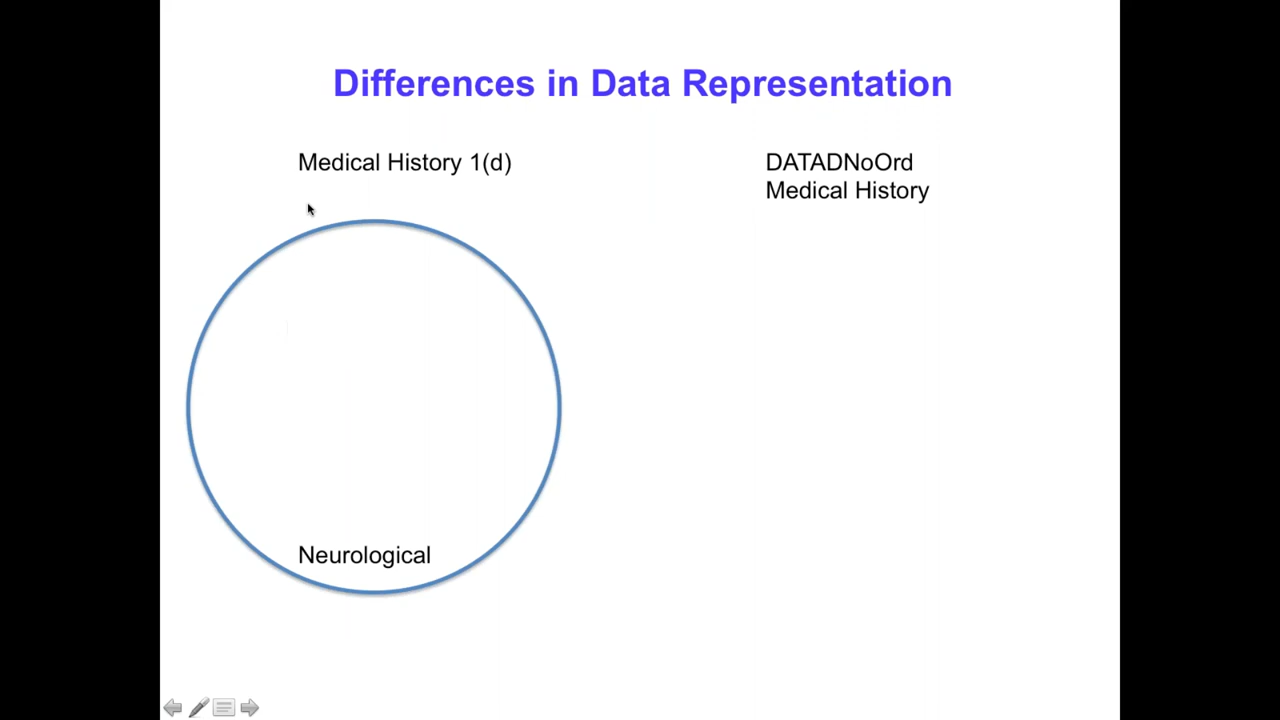 Differences in Data Representation
Medical History 1(d)
DATADNoOrd
Medical History
Neurological